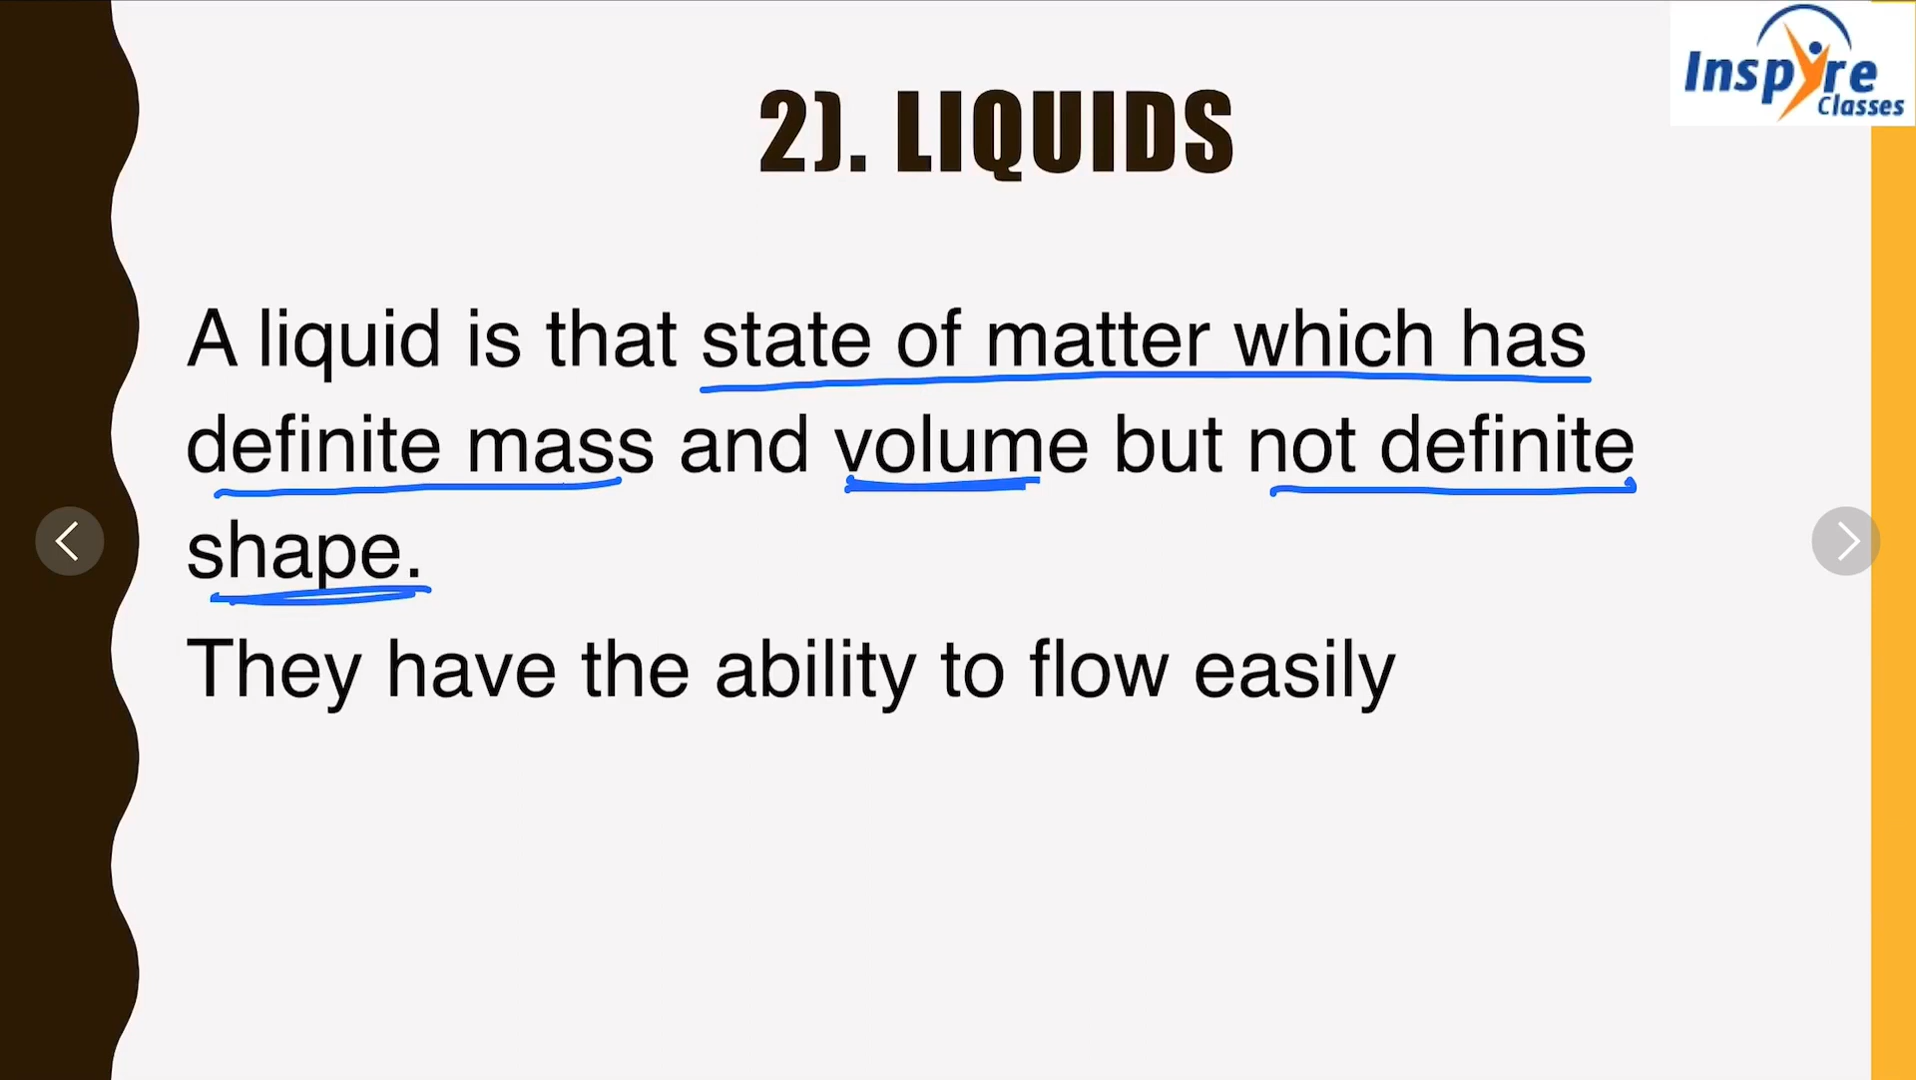 Inspyre
Classes
2). LIQUIDS
A liquid is that state of matter which has
definite mass and volume but not definite
shape.
They have the ability to flow easily